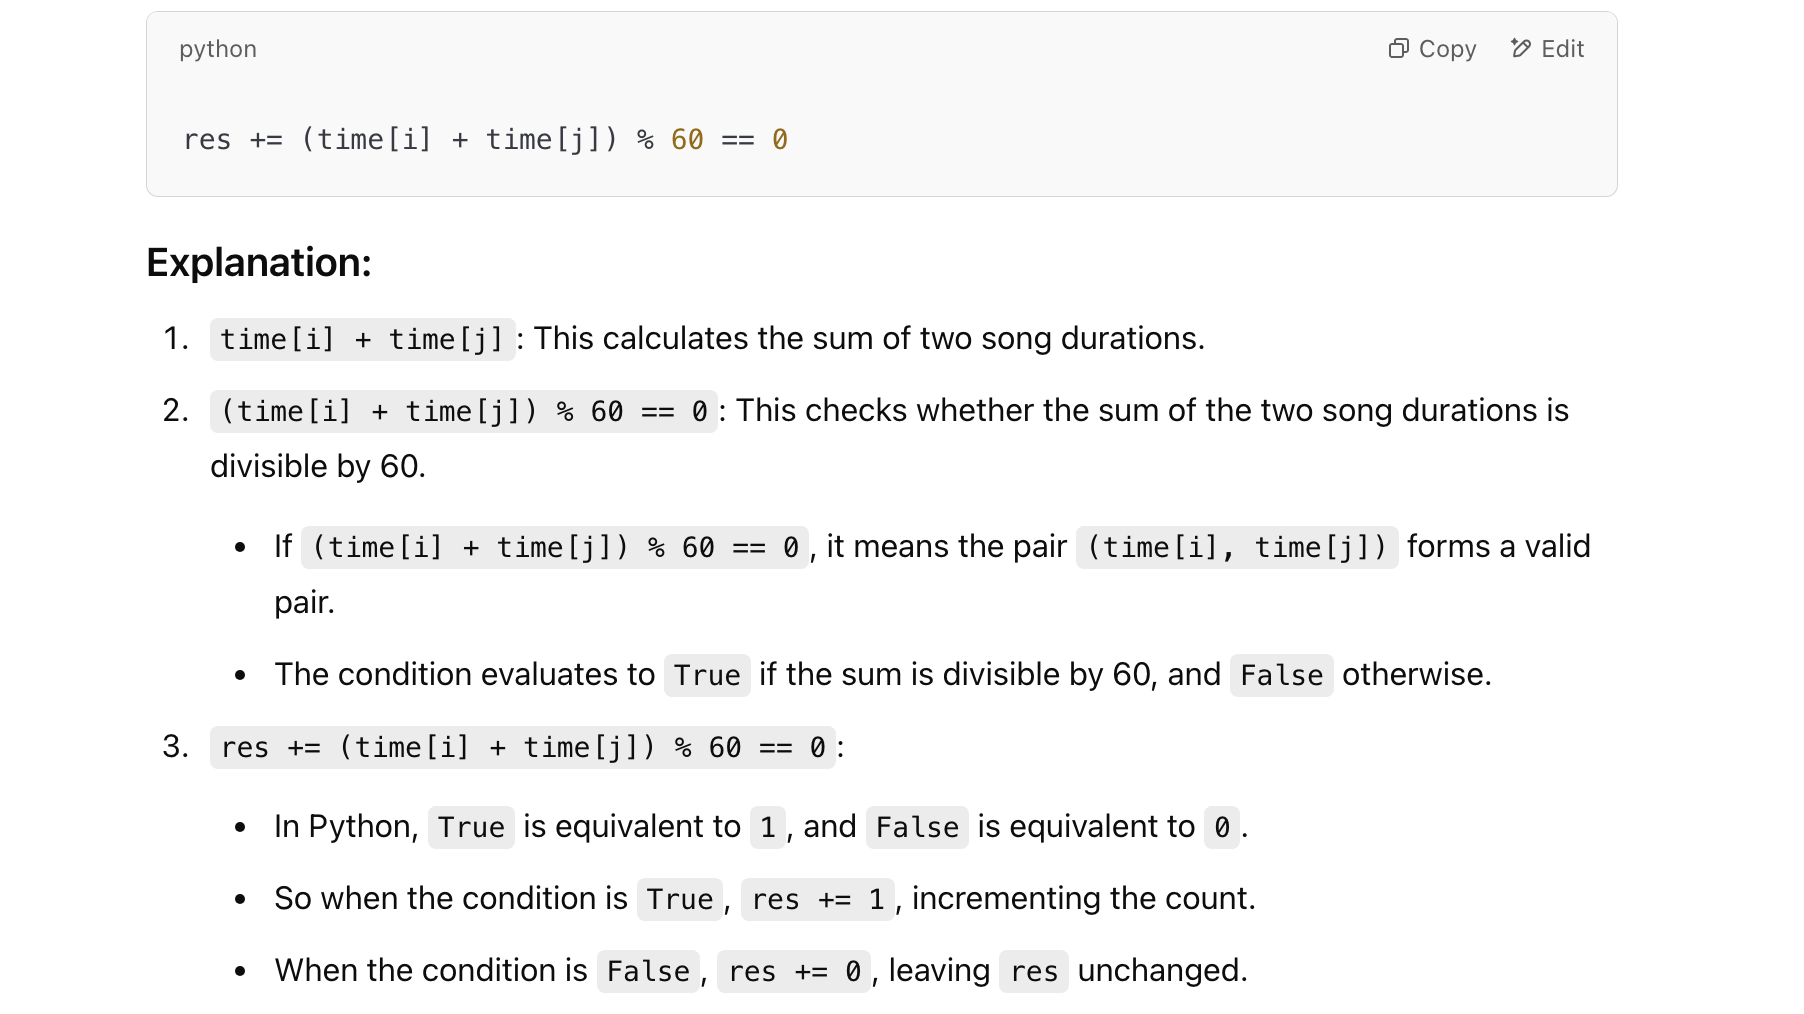 python
Copy
Edit
res += (time[i] + time[j]) % 60 == 0
Explanation:
1. time[i] + time[j] : This calculates the sum of two song durations.
2. (time[i] + time[j]) % 60 == 0 : This checks whether the sum of the two song durations is
divisible by 60.
• If (time[i] + time[j]) % 60 == 0 , it means the pair (time[i], time[j]) forms a valid
pair.
• The condition evaluates to True if the sum is divisible by 60, and False otherwise.
3. res += (time[i] + time[j]) % 60 == 0 :
• In Python, True is equivalent to 1 , and False is equivalent to 0 .
• So when the condition is True , res += 1 , incrementing the count.
• When the condition is False , res += 0 , leaving res unchanged.